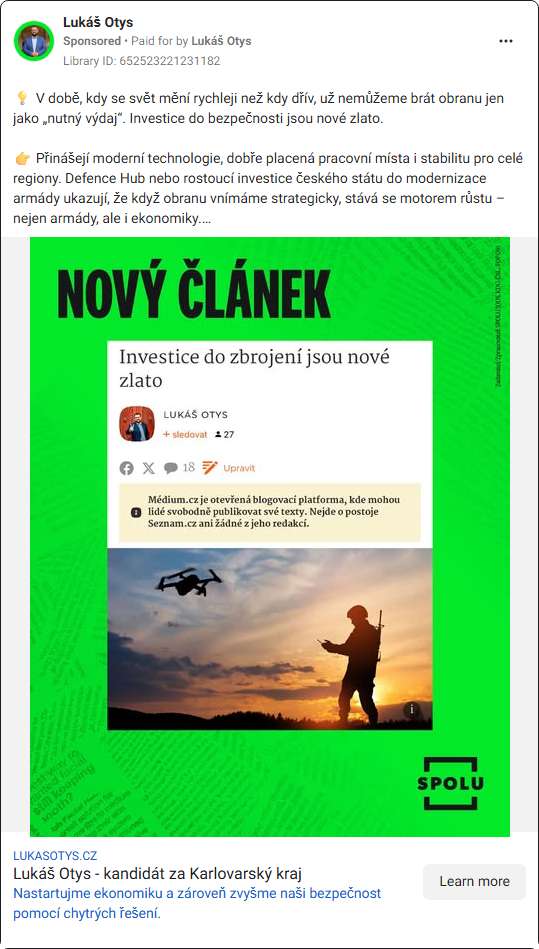 Lukáš Otys
Sponsored • Paid for by Lukáš Otys
Library ID: 652523221231182
💡 V době, kdy se svět mění rychleji než kdy dřív, už nemůžeme brát obranu jen
jako „nutný výdaj“. Investice do bezpečnosti jsou nové zlato.
👉 Přinášejí moderní technologie, dobře placená pracovní místa i stabilitu pro celé
regiony. Defence Hub nebo rostoucí investice českého státu do modernizace
armády ukazují, že když obranu vnímáme strategicky, stává se motorem růstu –
nejen armády, ale i ekonomiky....
NOVÝ ČLÁNEK
Investice do zbrojení jsou nové
zlato
LUKÁŠ OTYS
+ sledovat 27
18 Upravit
Médium.cz je otevřená blogovací platforma, kde mohou
lidé svobodně publikovat své texty. Nejde o postoje
Seznam.cz ani žádné z jeho redakcí.
SPOLU
LUKASOTYS.CZ
Lukáš Otys - kandidát za Karlovarský kraj
Nastartujme ekonomiku a zároveň zvyšme naši bezpečnost
pomocí chytrých řešení.
Learn more